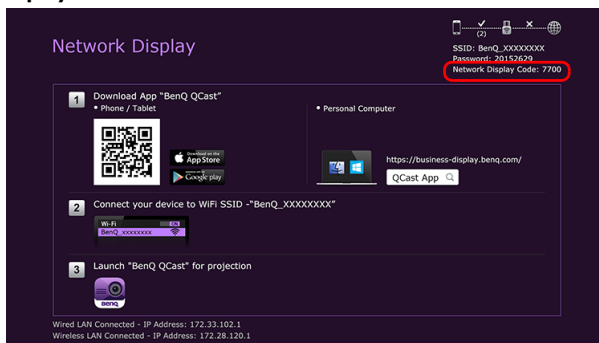 Network Display
(2)
SSID: BenQ_XXXXXXXX
Password: 20152629
Network Display Code: 7700
1
Download App "BenQ QCast"
• Phone / Tablet
Download on the
App Store
Google play
• Personal Computer
https://business-display.benq.com/
QCast App
2
Connect your device to WiFi SSID -"BenQ_XXXXXXXX"
Wi-Fi
ON
BenQ_xxxxxxxx
3
Launch "BenQ QCast" for projection
BenQ
Wired LAN Connected - IP Address: 172.33.102.1
Wireless LAN Connected - IP Address: 172.28.120.1